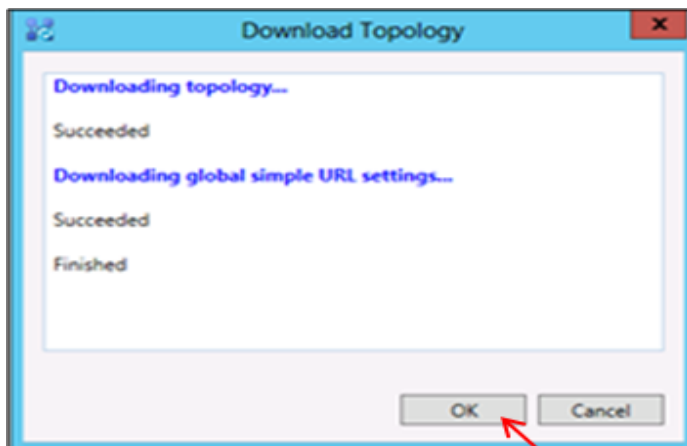 Download Topology
x
Downloading topology...
Succeeded
Downloading global simple URL settings...
Succeeded
Finished
OK
Cancel